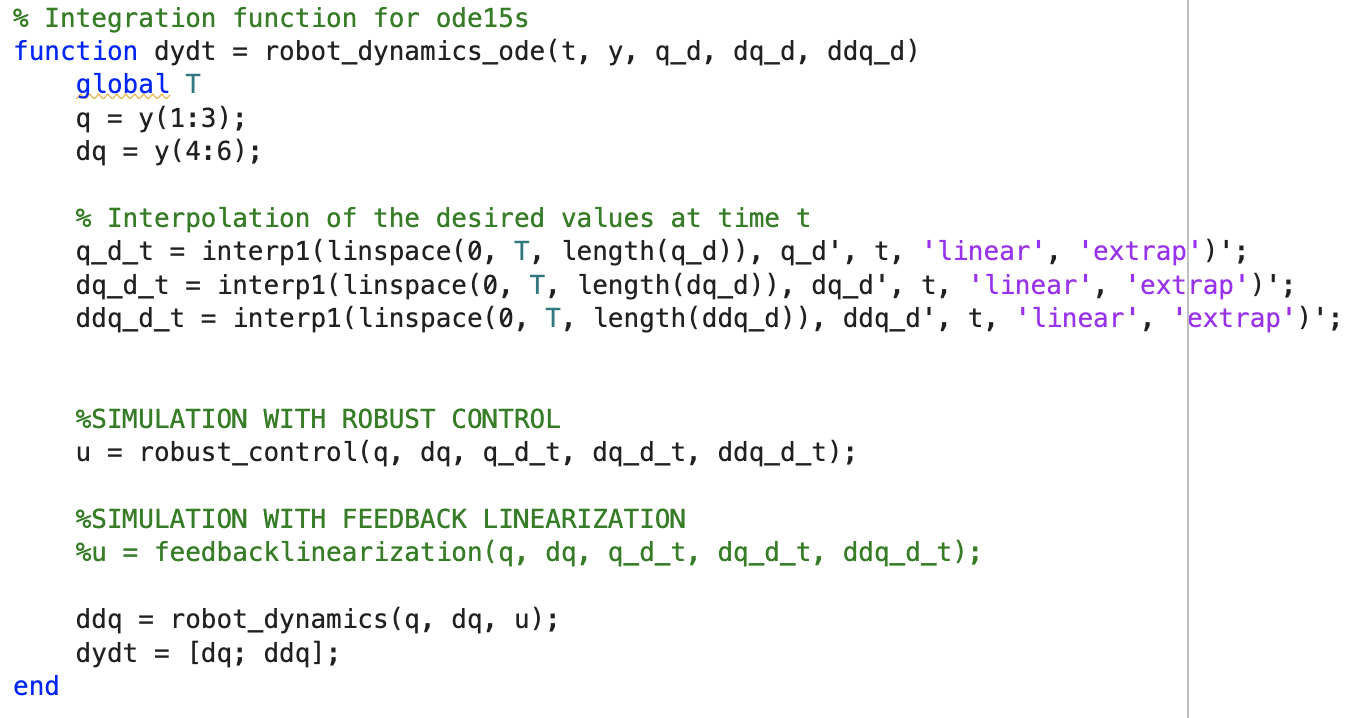 % Integration function for ode15s
function dydt = robot_dynamics_ode(t, y, q_d, dq_d, ddq_d)
    global T
    q = y(1:3);
    dq = y(4:6);

    % Interpolation of the desired values at time t
    q_d_t = interp1(linspace(0, T, length(q_d)), q_d', t, 'linear', 'extrap')';
    dq_d_t = interp1(linspace(0, T, length(dq_d)), dq_d', t, 'linear', 'extrap')';
    ddq_d_t = interp1(linspace(0, T, length(ddq_d)), ddq_d', t, 'linear', 'extrap')';

    %SIMULATION WITH ROBUST CONTROL
    u = robust_control(q, dq, q_d_t, dq_d_t, ddq_d_t);

    %SIMULATION WITH FEEDBACK LINEARIZATION
    %u = feedbacklinearization(q, dq, q_d_t, dq_d_t, ddq_d_t);

    ddq = robot_dynamics(q, dq, u);
    dydt = [dq; ddq];
end